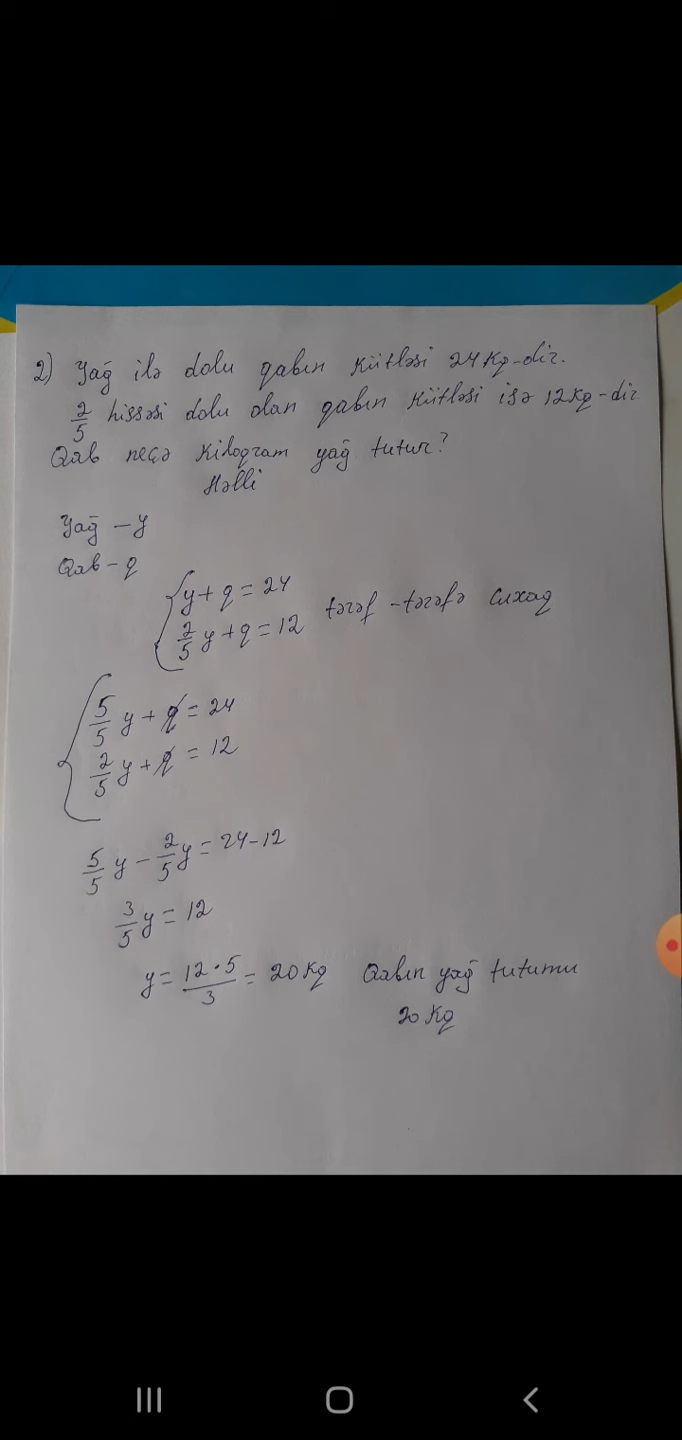 2) Yağ ilə dolu qabın kütləsi 24 kq-dir.
2/5 hissəsi dolu olan qabın kütləsi isə 12 kq-dir
Qab neçə kiloqram yağ tutur?
Həlli
Yağ – y
Qab – q
y + q = 24
2/5 y + q = 12 tərəf-tərəfə cıxaq
5/5 y + q = 24
2/5 y + q = 12
5/5 y – 2/5 y = 24 – 12
3/5 y = 12
y = 12 · 5 / 3 = 20 kq Qabın yağ tutumu
20 kq